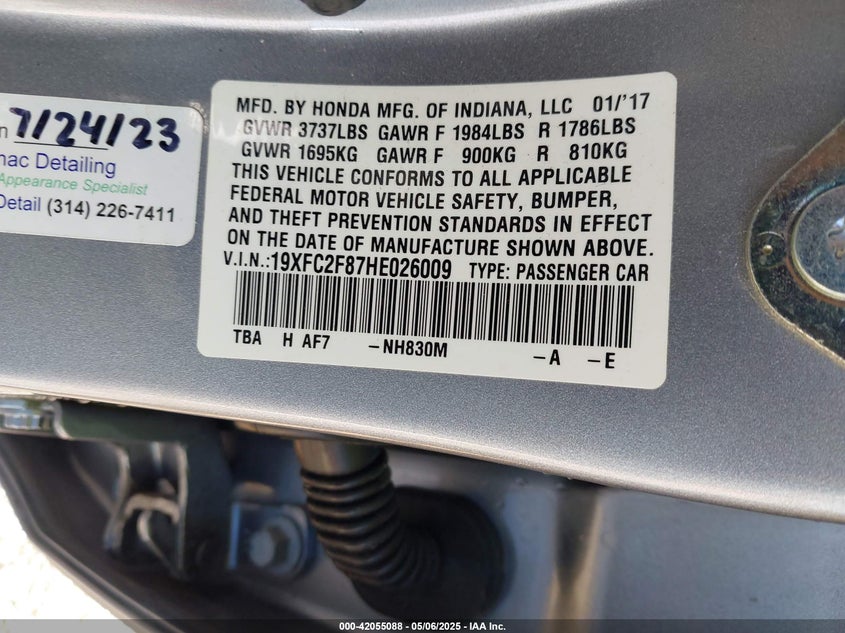 n 7/24/23
nac Detailing
Appearance Specialist
Detail (314) 226-7411
MFD. BY HONDA MFG. OF INDIANA, LLC 01/'17
GVWR 3737LBS GAWR F 1984LBS R 1786LBS
GVWR 1695KG GAWR F 900KG R 810KG
THIS VEHICLE CONFORMS TO ALL APPLICABLE
FEDERAL MOTOR VEHICLE SAFETY, BUMPER,
AND THEFT PREVENTION STANDARDS IN EFFECT
ON THE DATE OF MANUFACTURE SHOWN ABOVE.
V.I.N.:19XFC2F87HE026009 TYPE: PASSENGER CAR
TBA H AF7 -NH830M -A -E
000-42055088 - 05/06/2025 - IAA Inc.